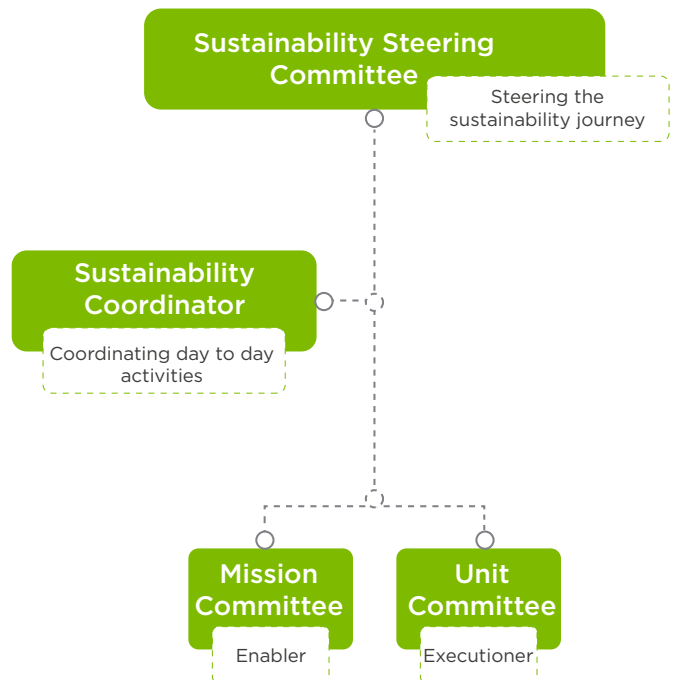 Sustainability Steering
Committee
Steering the
sustainability journey
Sustainability
Coordinator
Coordinating day to day
activities
Mission
Committee
Enabler
Unit
Committee
Executioner